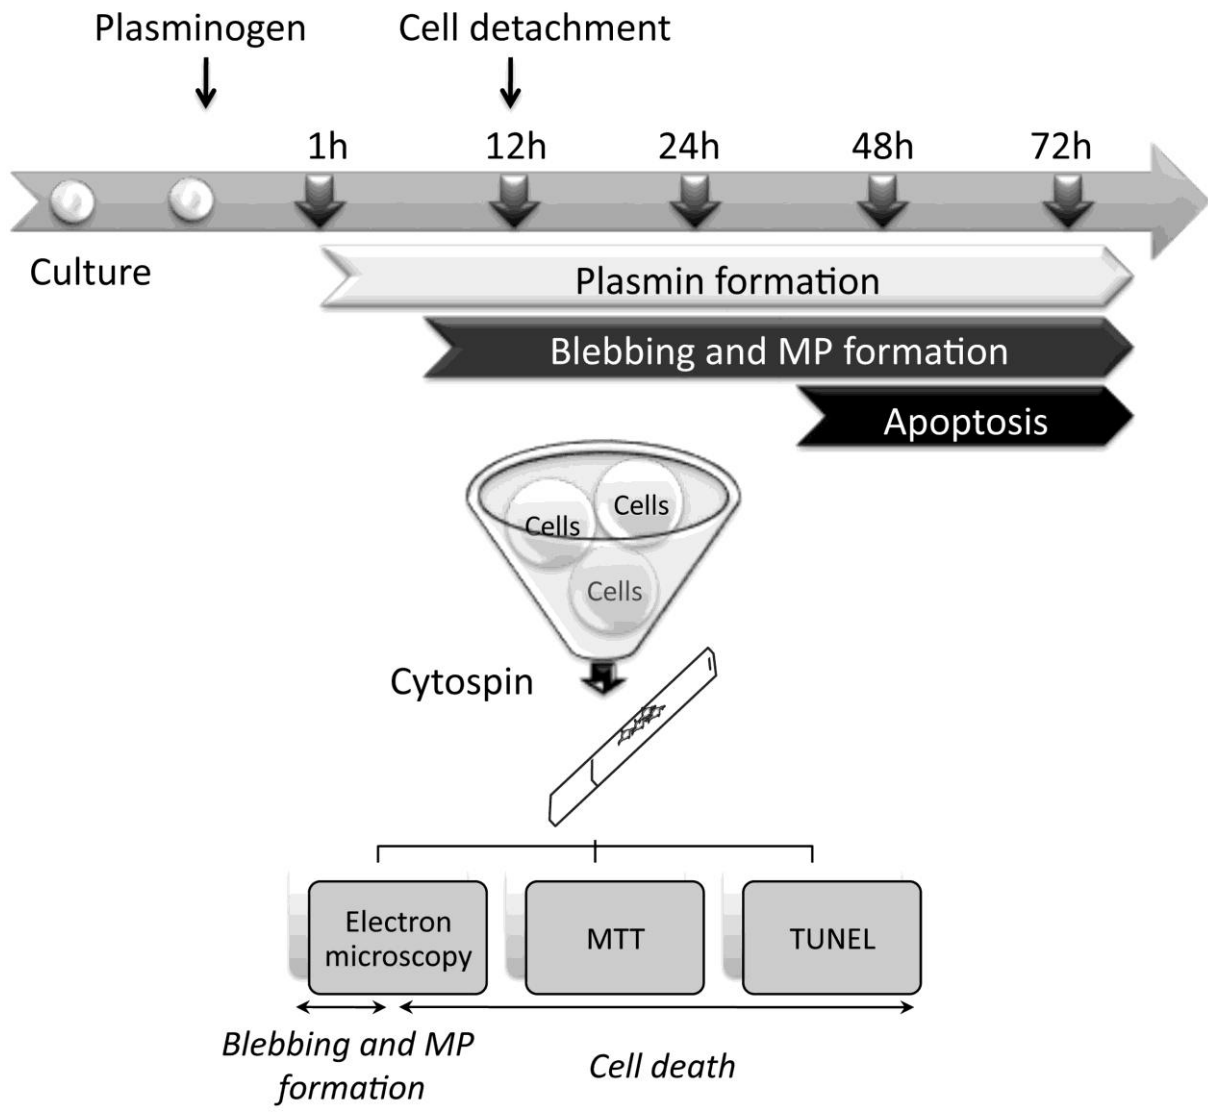 Plasminogen
Cell detachment
1h
12h
24h
48h
72h
Culture
Plasmin formation
Blebbing and MP formation
Apoptosis
Cells
Cells
Cells
Cytospin
Electron
microscopy
MTT
TUNEL
Blebbing and MP
formation
Cell death